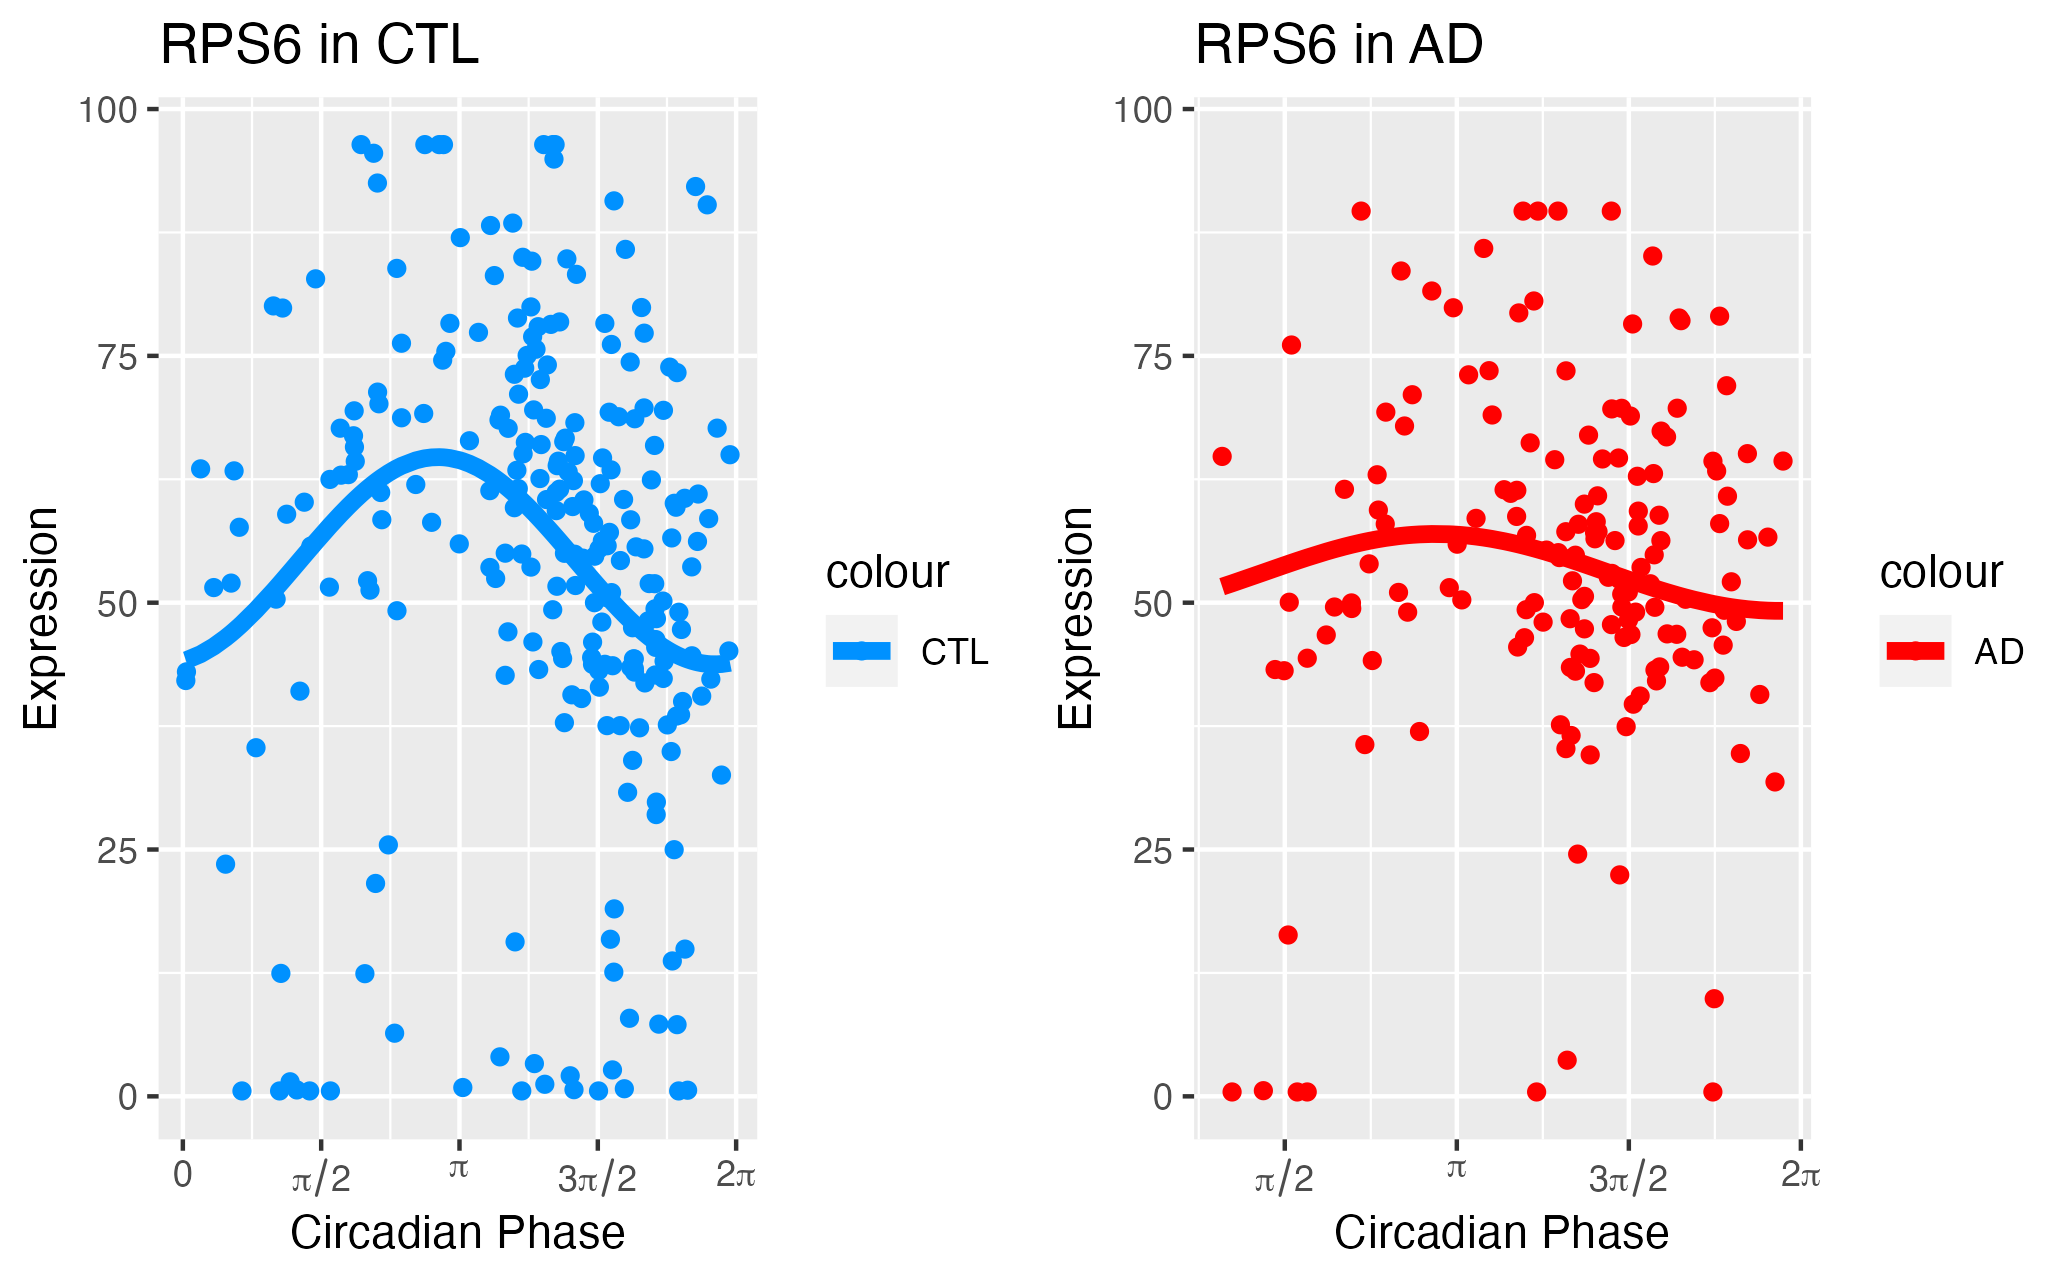 RPS6 in CTL
100
75
50
25
0
Expression
0
π/2
π
3π/2
2π
Circadian Phase
colour
CTL
RPS6 in AD
100
75
50
25
0
Expression
π/2
π
3π/2
2π
Circadian Phase
colour
AD